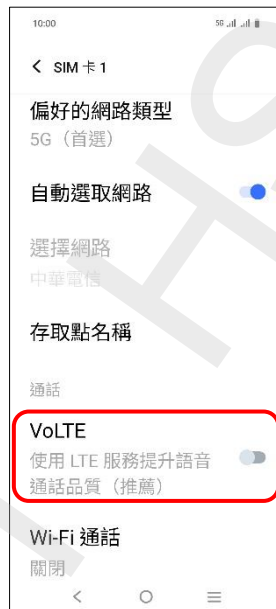 10:00
5G
SIM 卡 1
偏好的網路類型
5G（首選）
自動選取網路
選擇網路
中華電信
存取點名稱
通話
VoLTE
使用 LTE 服務提升語音
通話品質（推薦）
Wi-Fi 通話
關閉